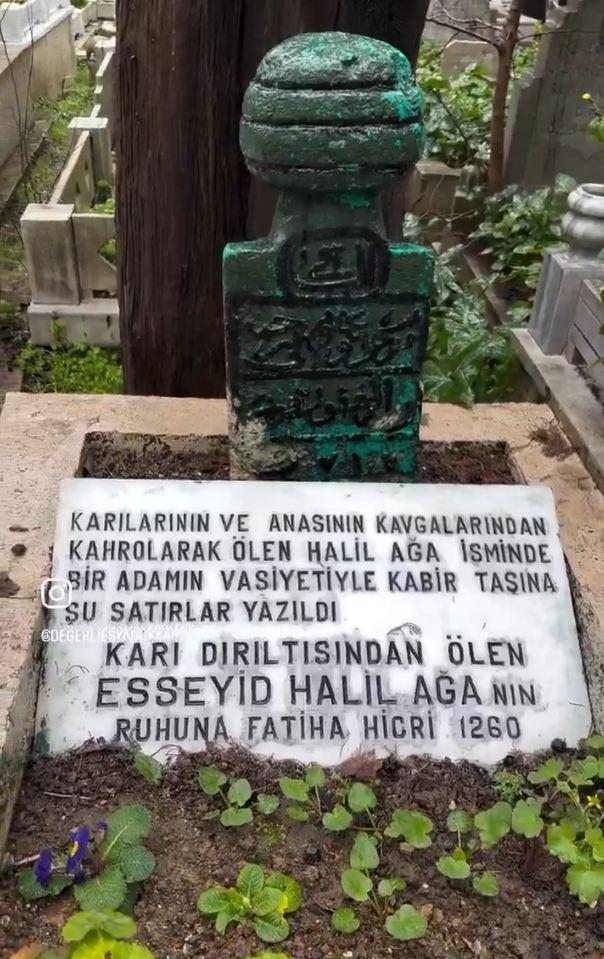 KARILARININ VE ANASININ KAVGALARINDAN
KAHROLARAK ÖLEN HALİL AĞA İSMİNDE
BİR ADAMIN VASİYETİYLE KABİR TAŞINA
ŞU SATIRLAR YAZILDI
KARI DIRILTISINDAN ÖLEN
ESSEYİD HALİL AĞA NIN
RUHUNA FATİHA HİCRİ 1260